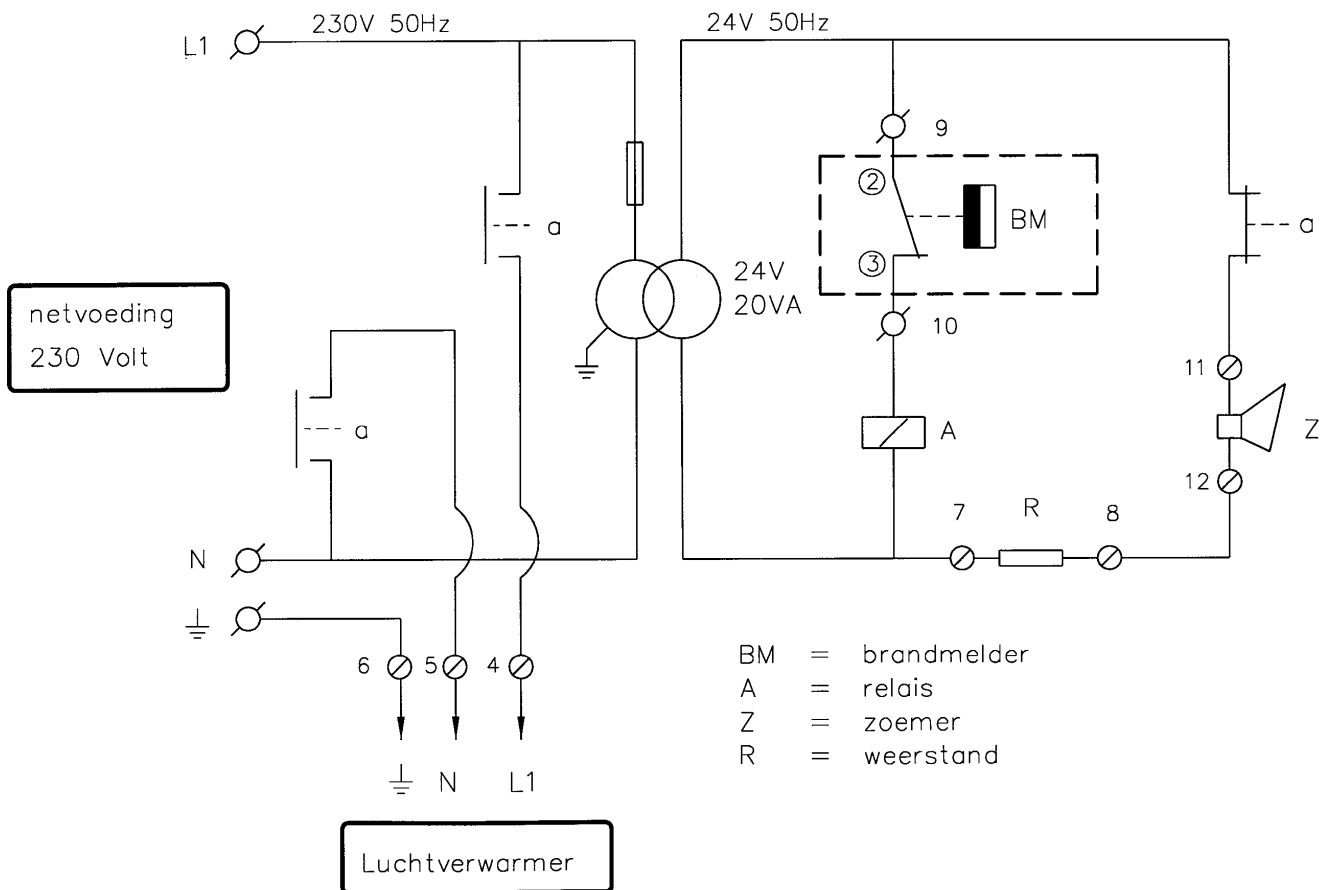 230V 50Hz
24V 50Hz
L1
9
2
BM
a
a
3
24V
20VA
netvoeding
230 Volt
10
11
a
A
Z
12
7
R
8
N
6
5
4
BM = brandmelder
A = relais
Z = zoemer
R = weerstand
N
L1
Luchtverwarmer